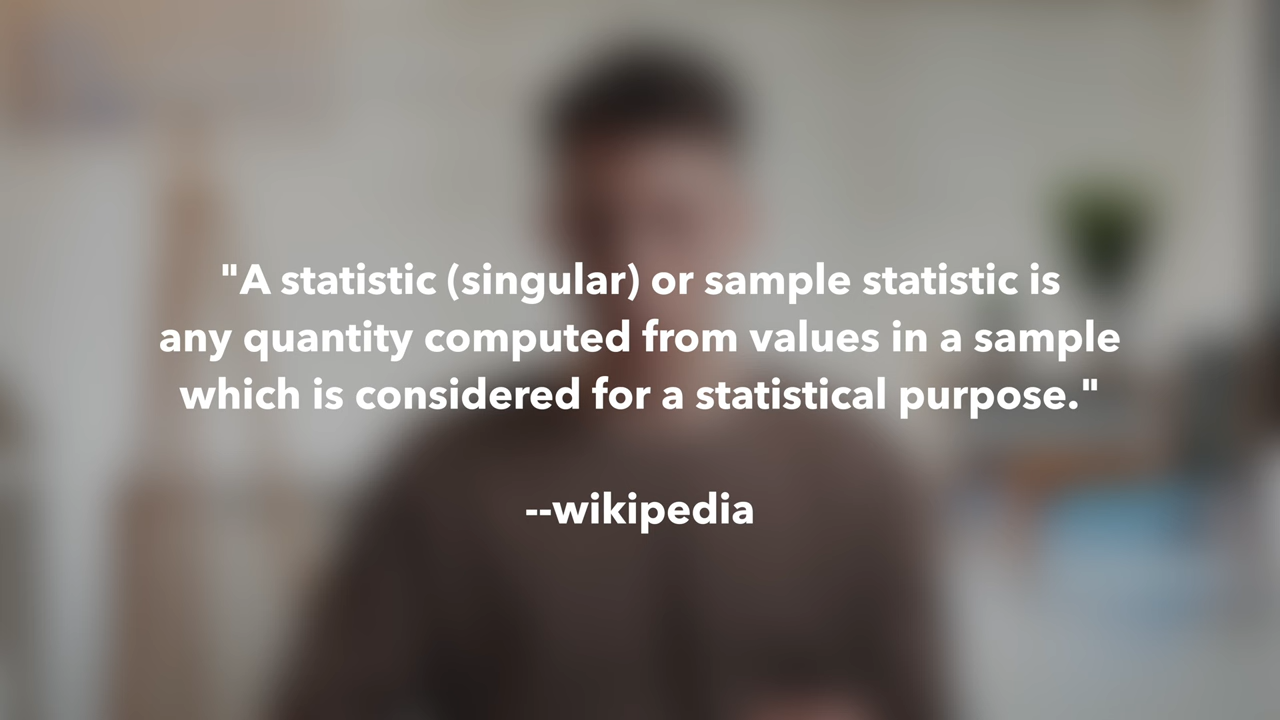 "A statistic (singular) or sample statistic is
any quantity computed from values in a sample
which is considered for a statistical purpose."
--wikipedia